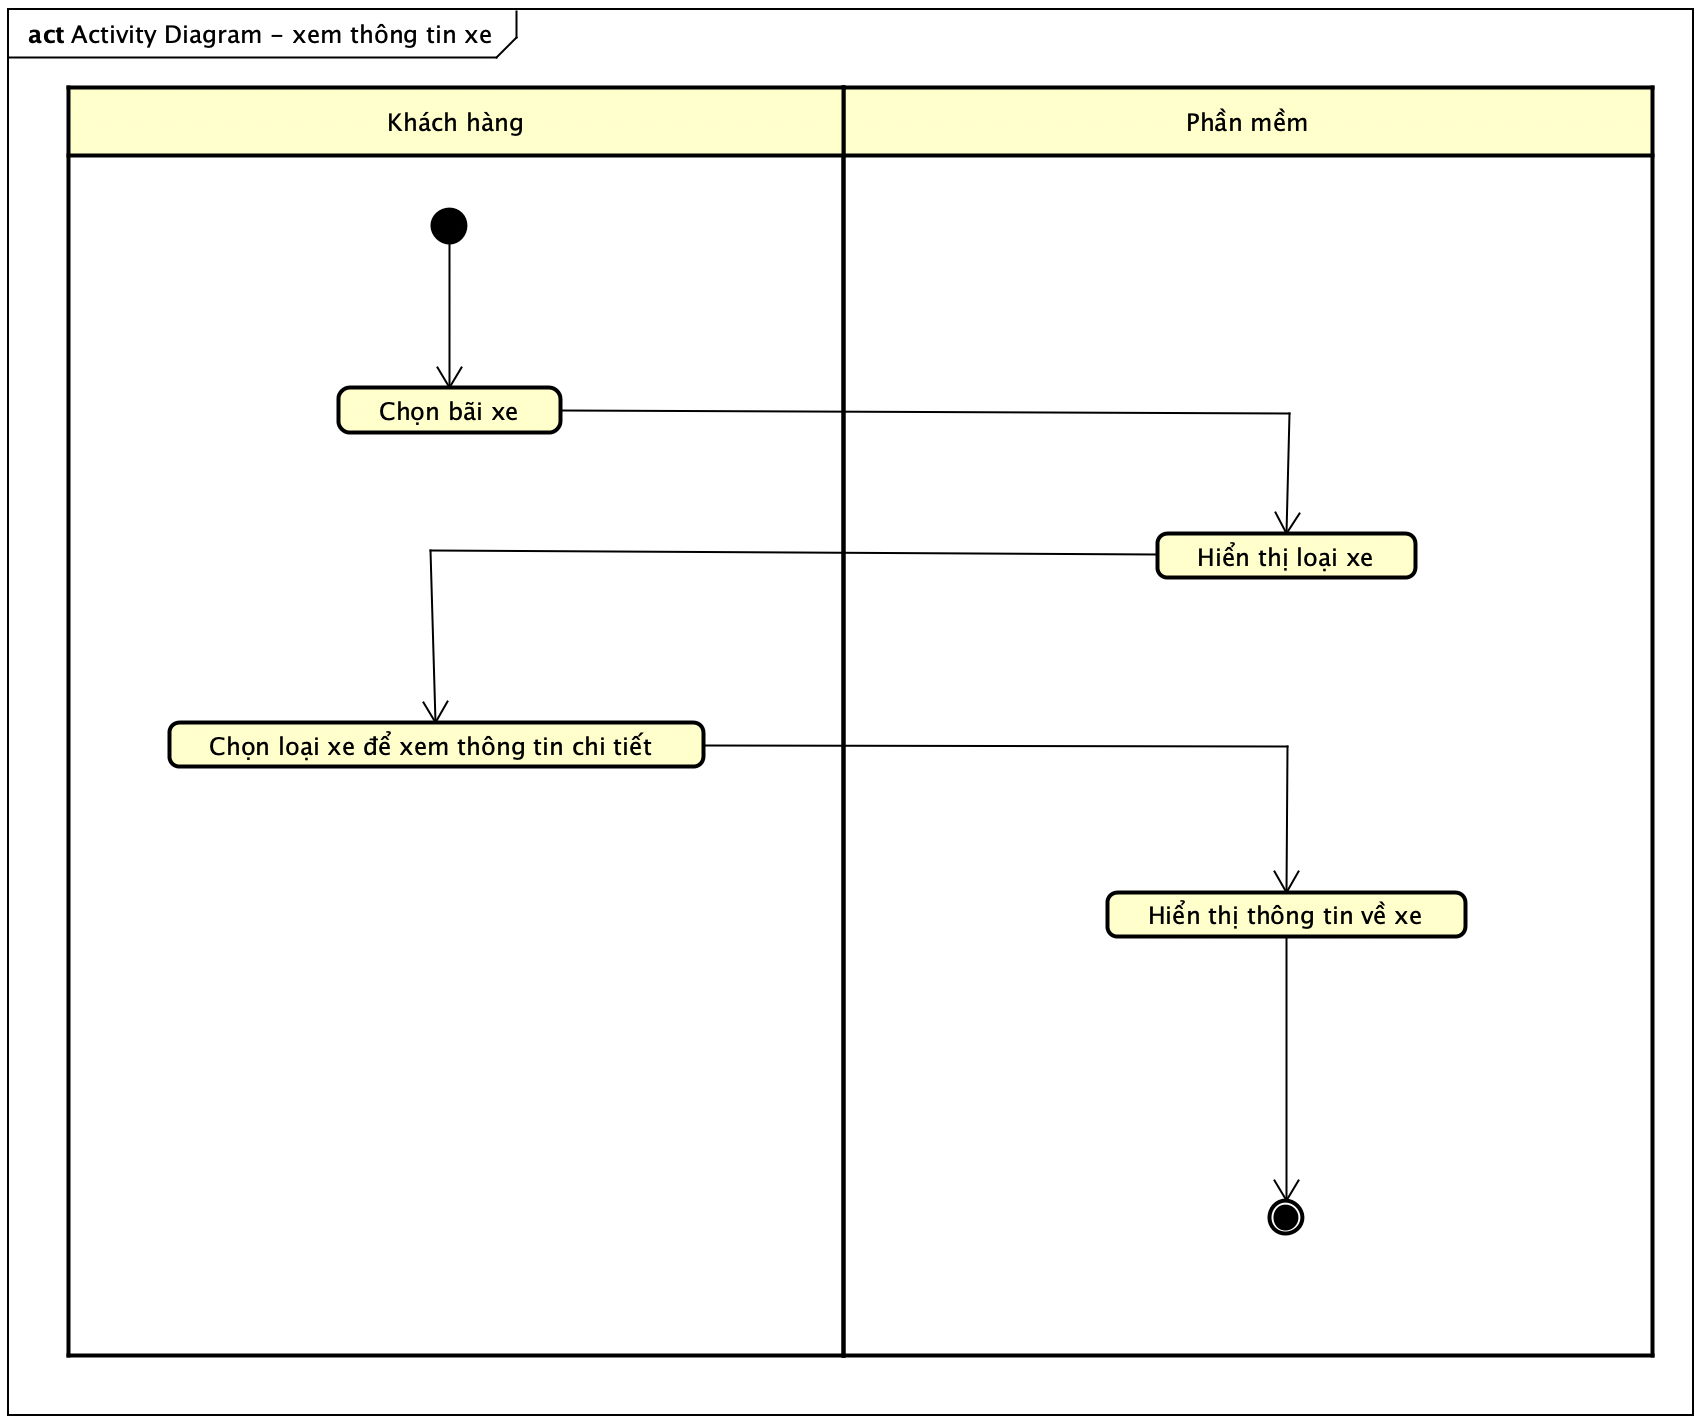 act Activity Diagram – xem thông tin xe
Khách hàng
Phần mềm
Chọn bãi xe
Hiển thị loại xe
Chọn loại xe để xem thông tin chi tiết
Hiển thị thông tin về xe